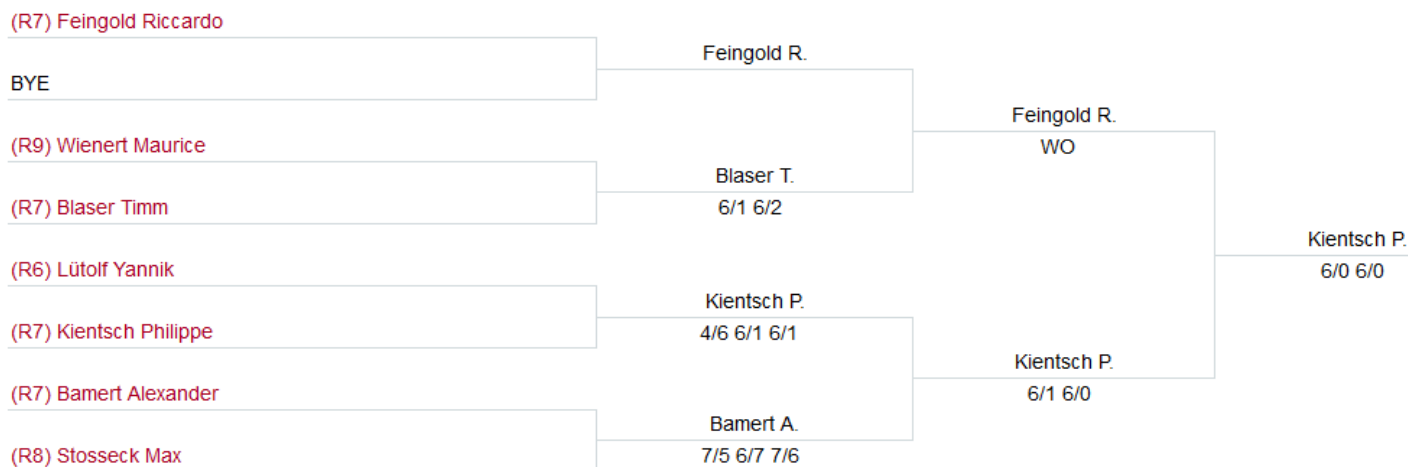 (R7) Feingold Riccardo
Feingold R.
BYE
Feingold R.
WO
(R9) Wienert Maurice
Blaser T.
6/1 6/2
(R7) Blaser Timm
Kientsch P.
6/0 6/0
(R6) Lütolf Yannik
Kientsch P.
4/6 6/1 6/1
(R7) Kientsch Philippe
Kientsch P.
6/1 6/0
(R7) Bamert Alexander
Bamert A.
7/5 6/7 7/6
(R8) Stosseck Max